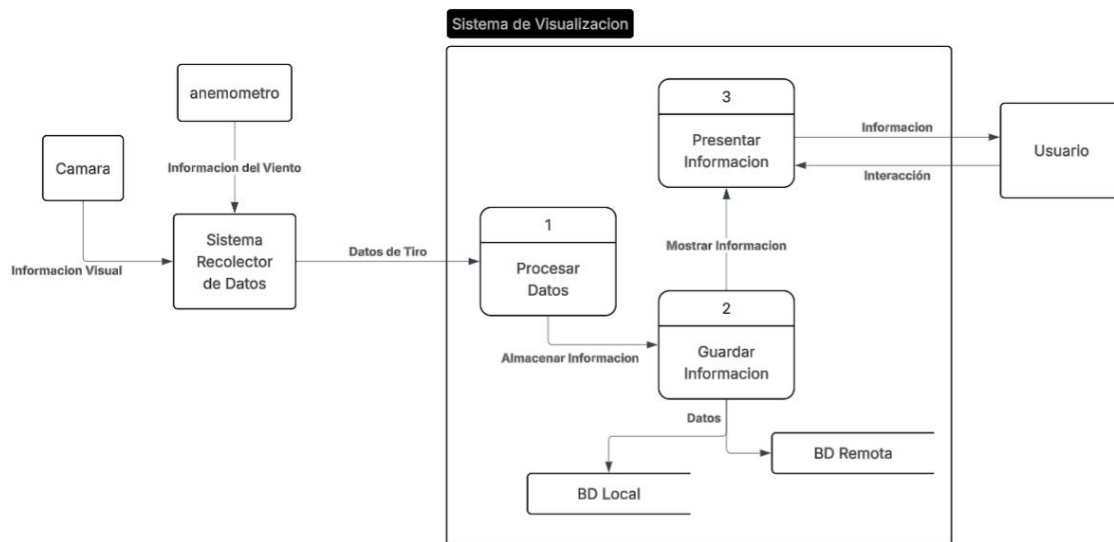 Sistema de Visualizacion
anemometro
Camara
Informacion del Viento
Sistema
Recolector
de Datos
Informacion Visual
Datos de Tiro
1
Procesar
Datos
Almacenar Informacion
2
Guardar
Informacion
Mostrar Informacion
3
Presentar
Informacion
Informacion
Interacción
Usuario
Datos
BD Local
BD Remota